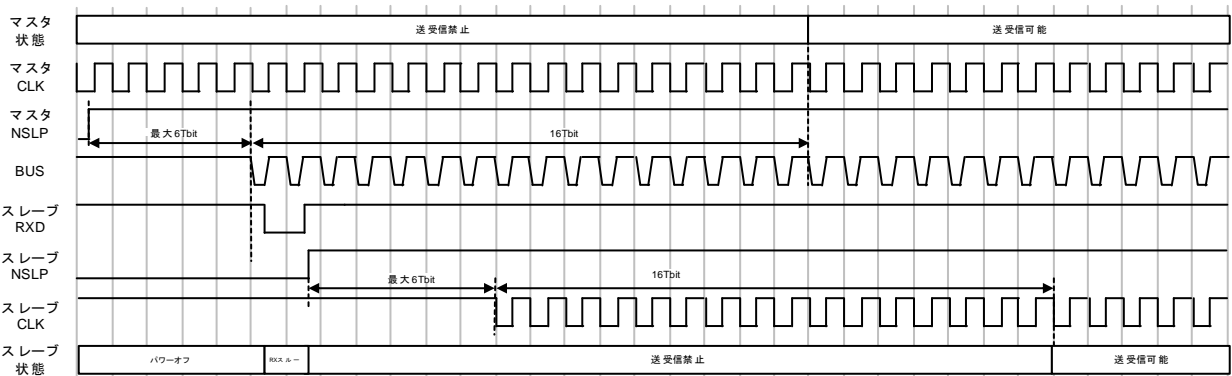 マスタ
状態
送受信禁止
送受信可能
マスタ
CLK
マスタ
NSLP
最大6Tbit
16Tbit
BUS
スレーブ
RXD
スレーブ
NSLP
最大6Tbit
16Tbit
スレーブ
CLK
スレーブ
状態
パワーオフ
RXスルー
送受信禁止
送受信可能